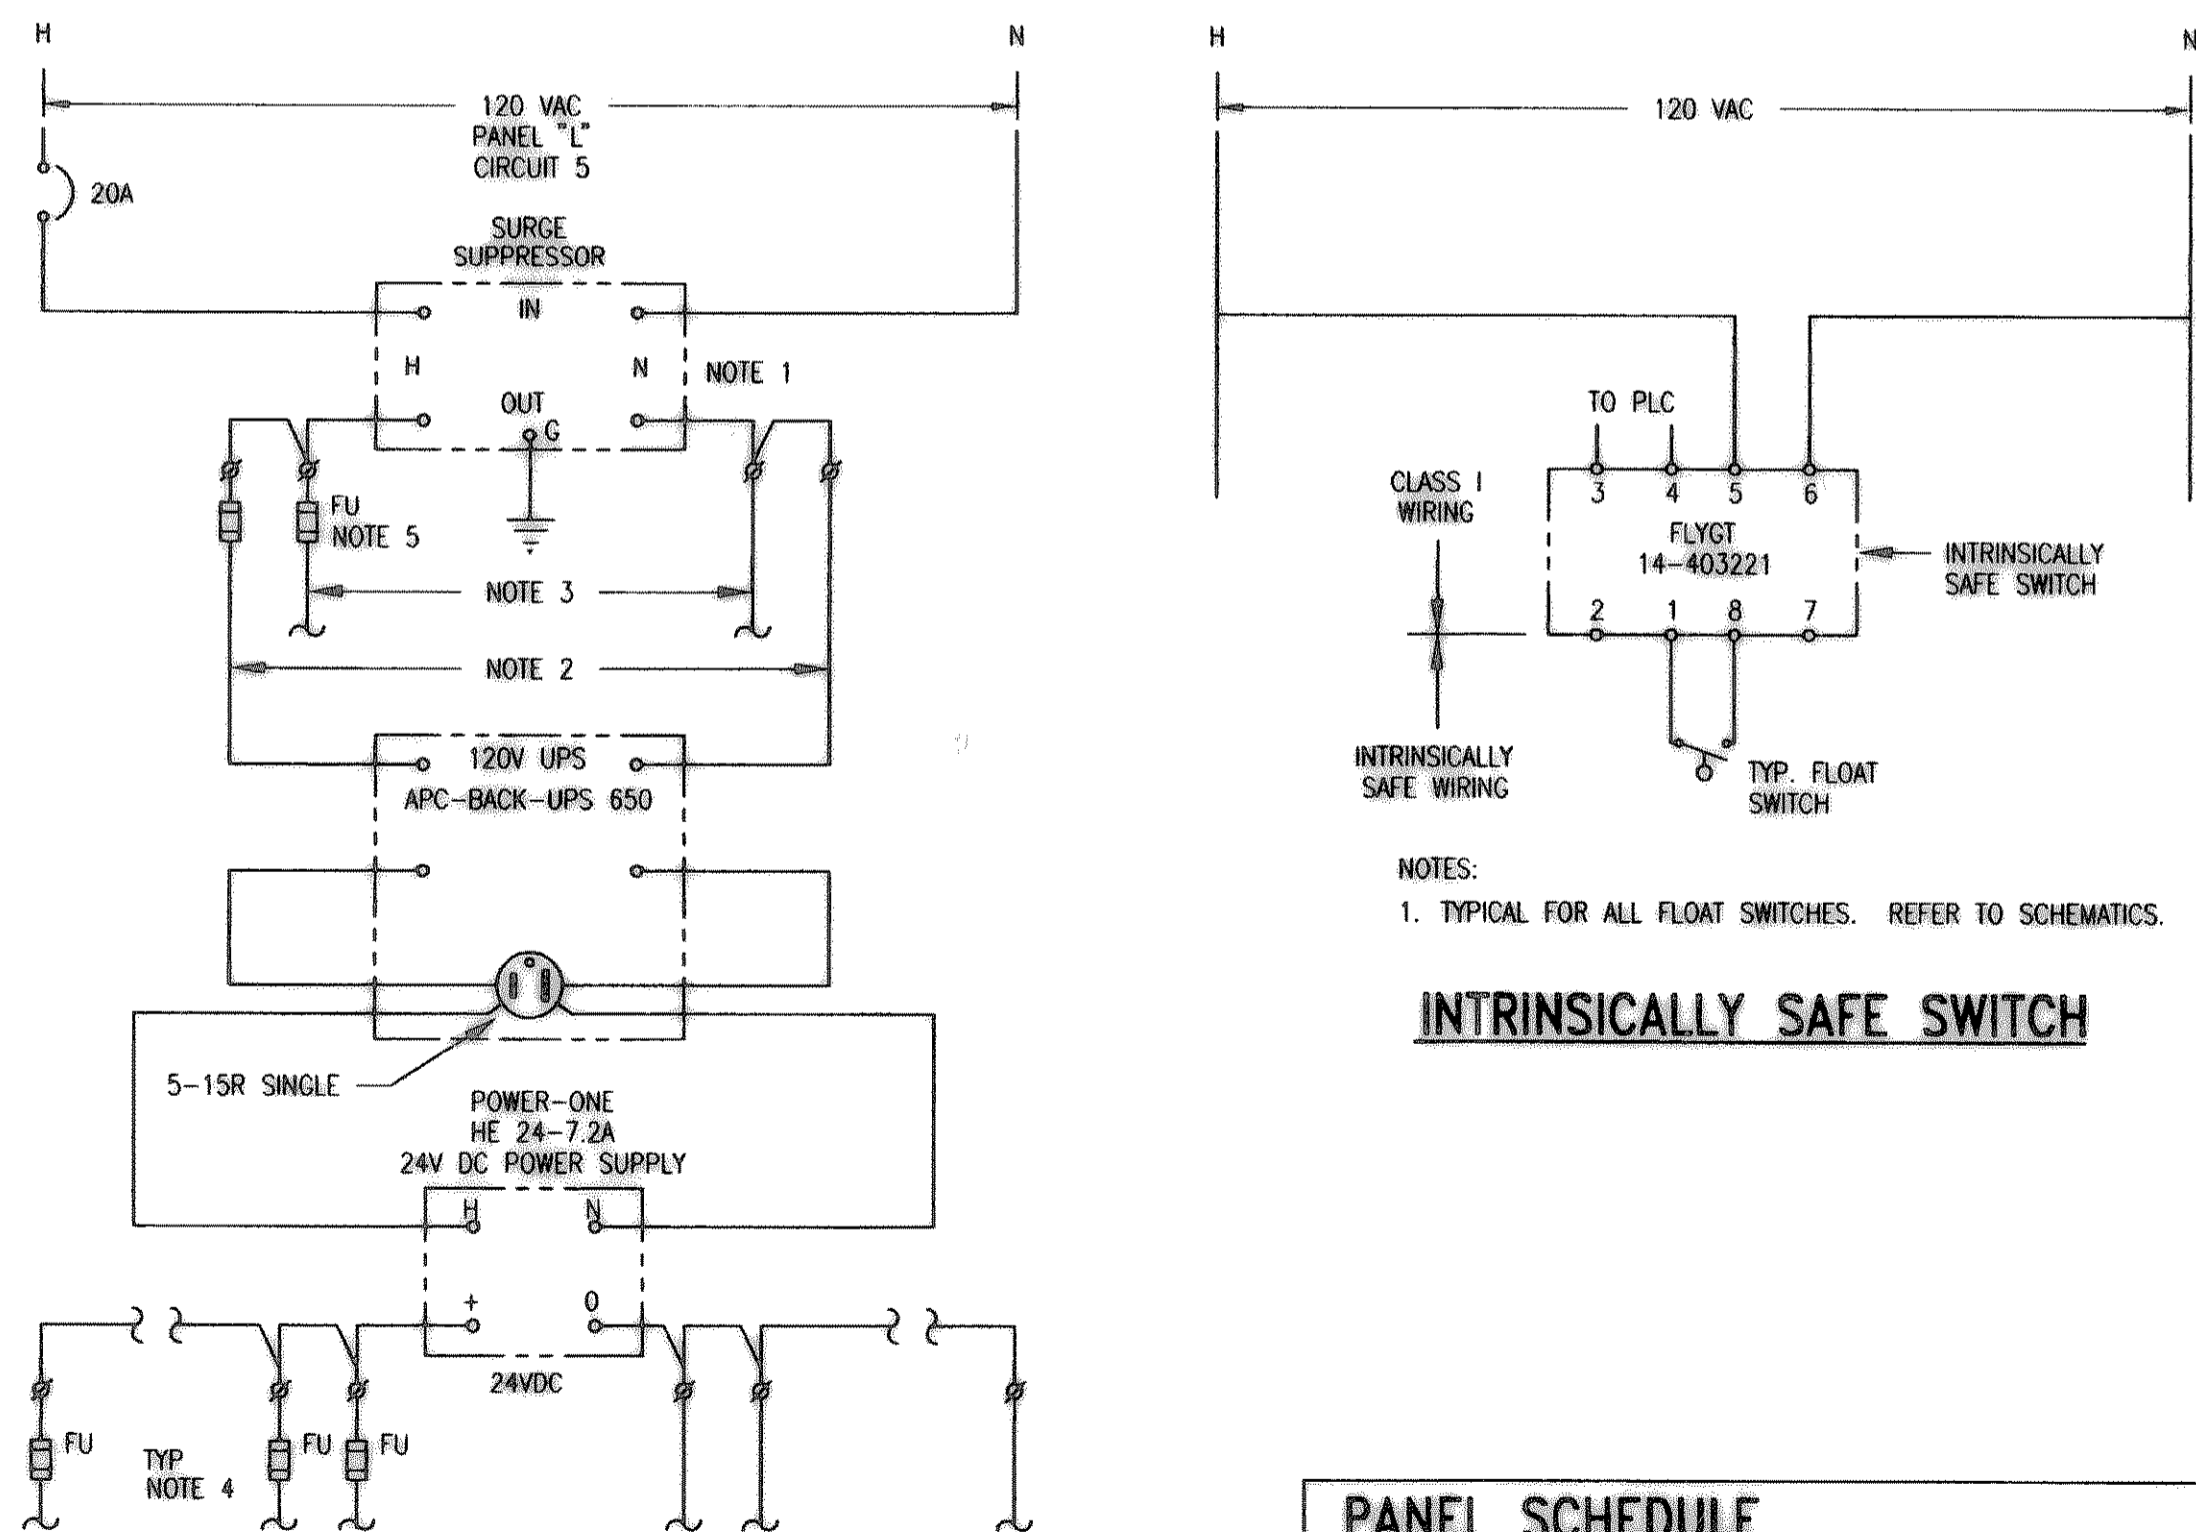 H
N
120 VAC
PANEL "L"
CIRCUIT 5
20A
SURGE
SUPPRESSOR
IN
H
N
NOTE 1
OUT
G
FU
NOTE 5
NOTE 3
NOTE 2
120V UPS
APC-BACK-UPS 650
5-15R SINGLE
POWER-ONE
HE 24-7.2A
24V DC POWER SUPPLY
H
N
+
0
24VDC
FU
TYP
NOTE 4
FU
FU
H
N
120 VAC
TO PLC
CLASS I
WIRING
3 4 5 6
FLYGT
14-403221
INTRINSICALLY
SAFE SWITCH
2 1 8 7
INTRINSICALLY
SAFE WIRING
TYP. FLOAT
SWITCH
NOTES:
1. TYPICAL FOR ALL FLOAT SWITCHES. REFER TO SCHEMATICS.
INTRINSICALLY SAFE SWITCH
PANEL SCHEDULE